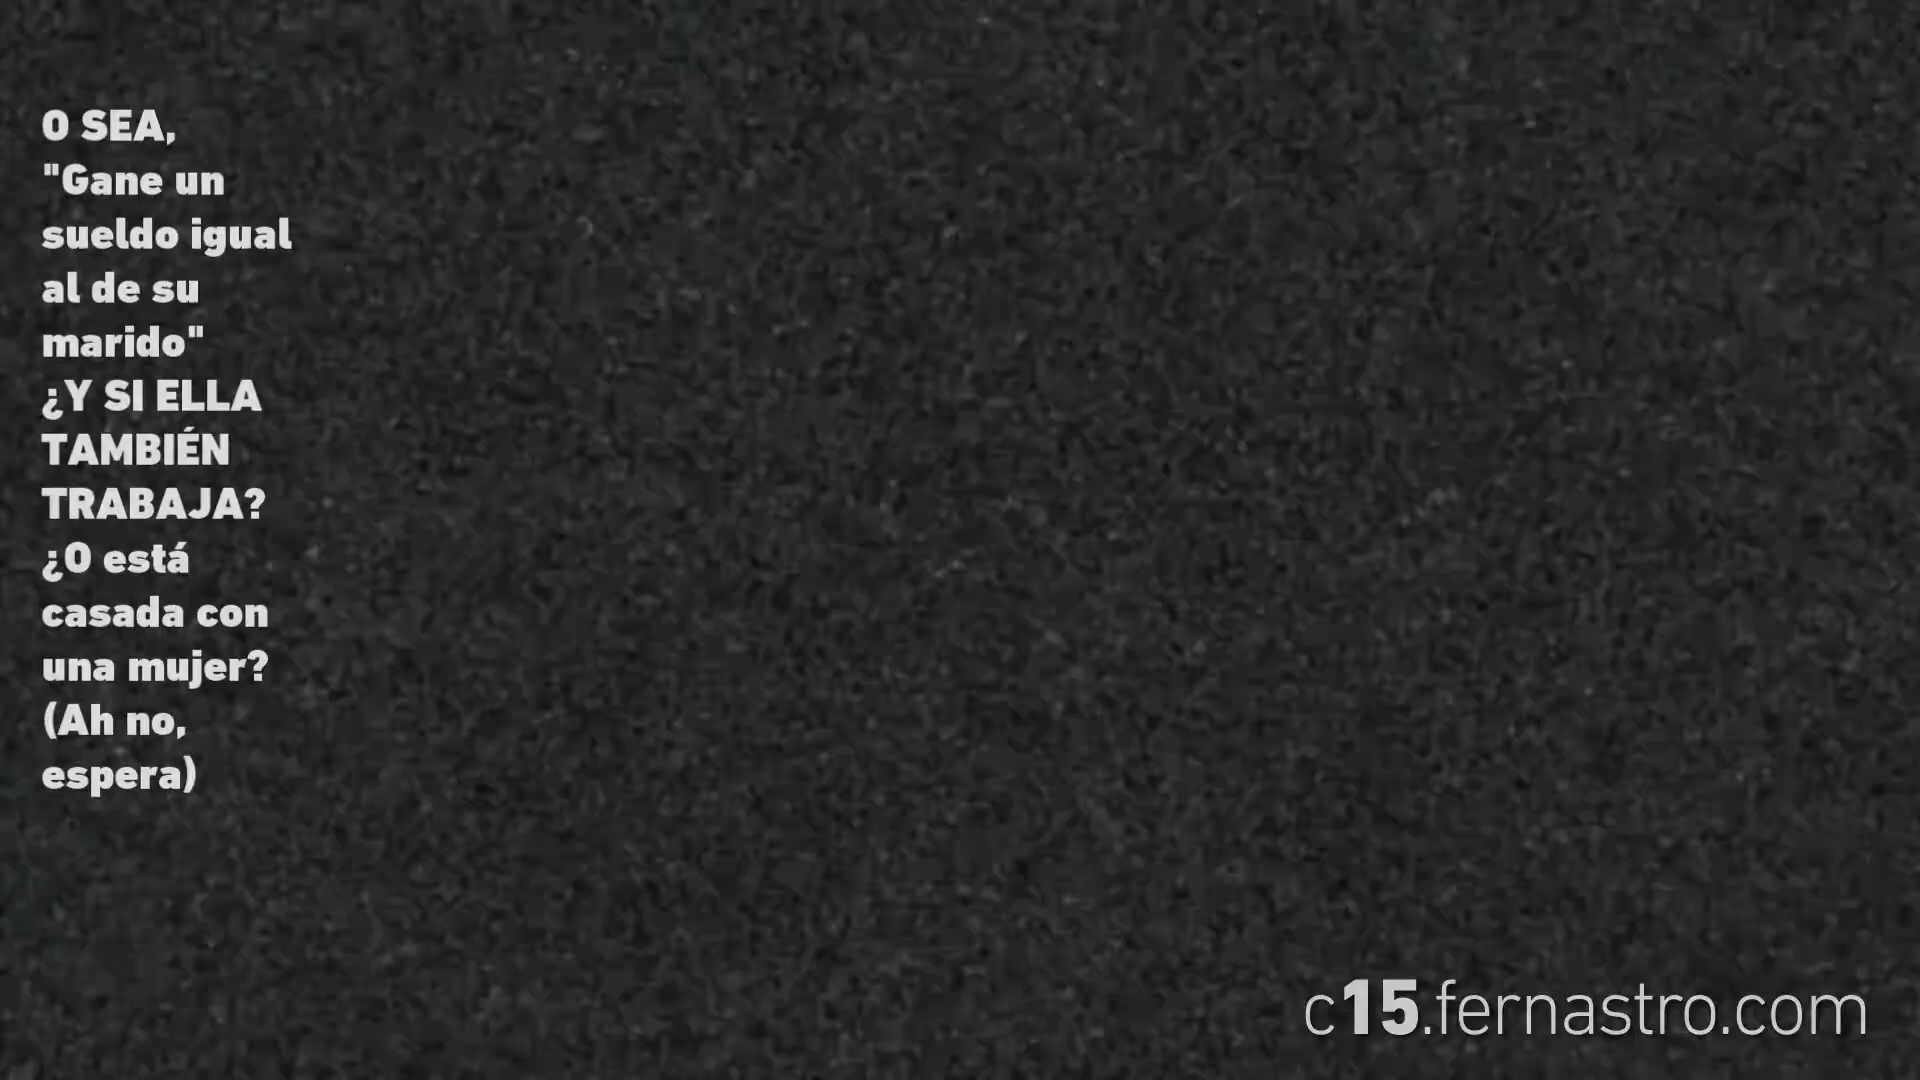 O SEA,
"Gane un
sueldo igual
al de su
marido"
¿Y SI ELLA
TAMBIÉN
TRABAJA?
¿O está
casada con
una mujer?
(Ah no,
espera)
c15.fernastro.com